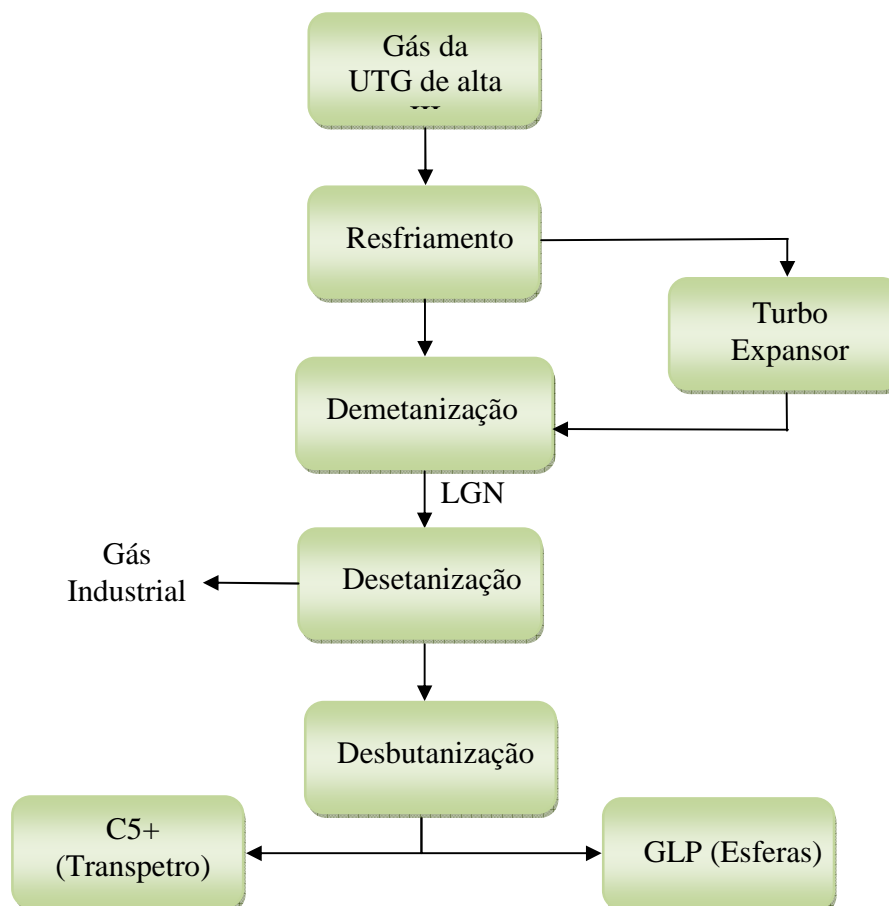 Gás da
UTG de alta
Resfriamento
Turbo
Expansor
Demetanização
LGN
Gás
Industrial
Desetanização
Desbutanização
C5+
(Transpetro)
GLP (Esferas)